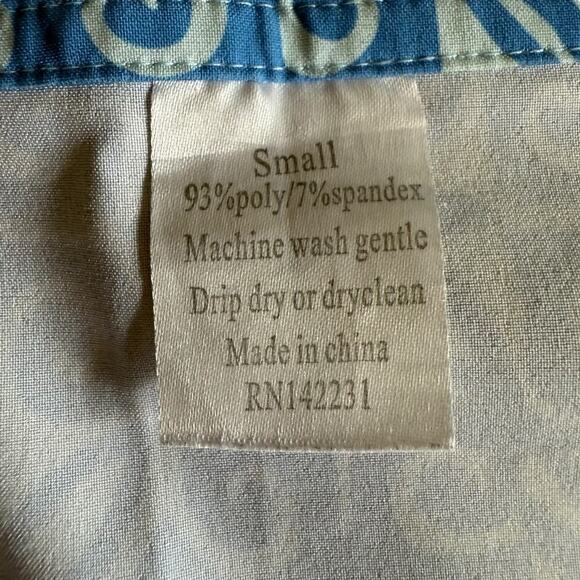 Small
93%poly/7%spandex
Machine wash gentle
Drip dry or dryclean
Made in china
RN142231